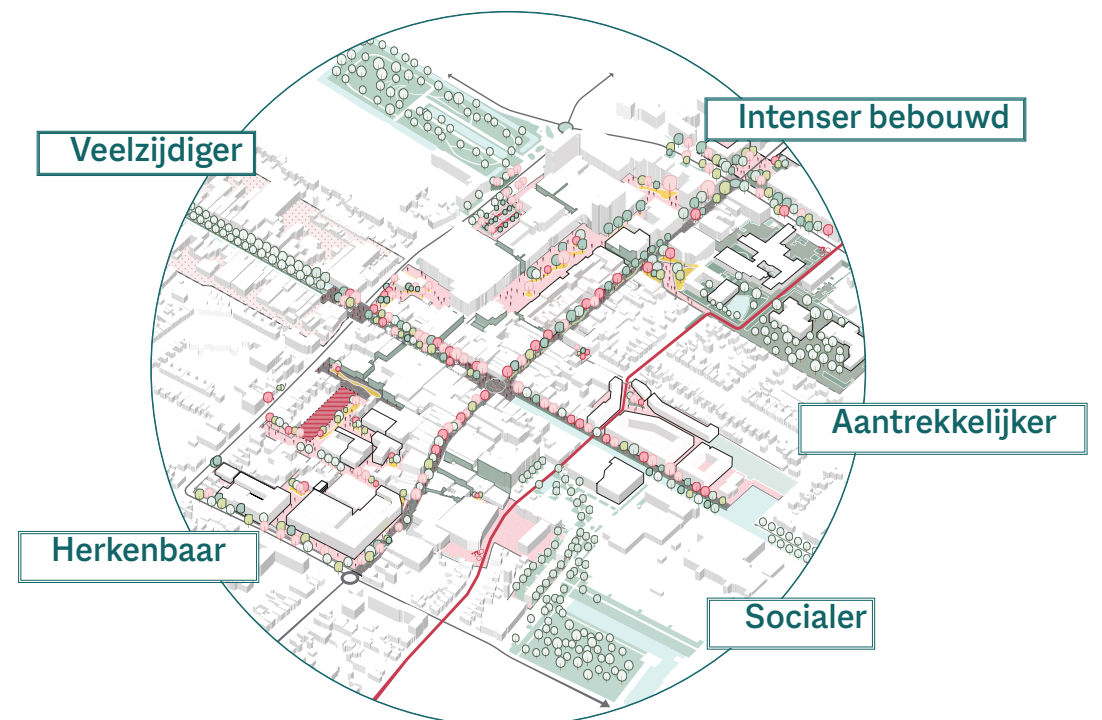 Intenser bebouwd
Veelzijdiger
Aantrekkelijker
Herkenbaar
Socialer